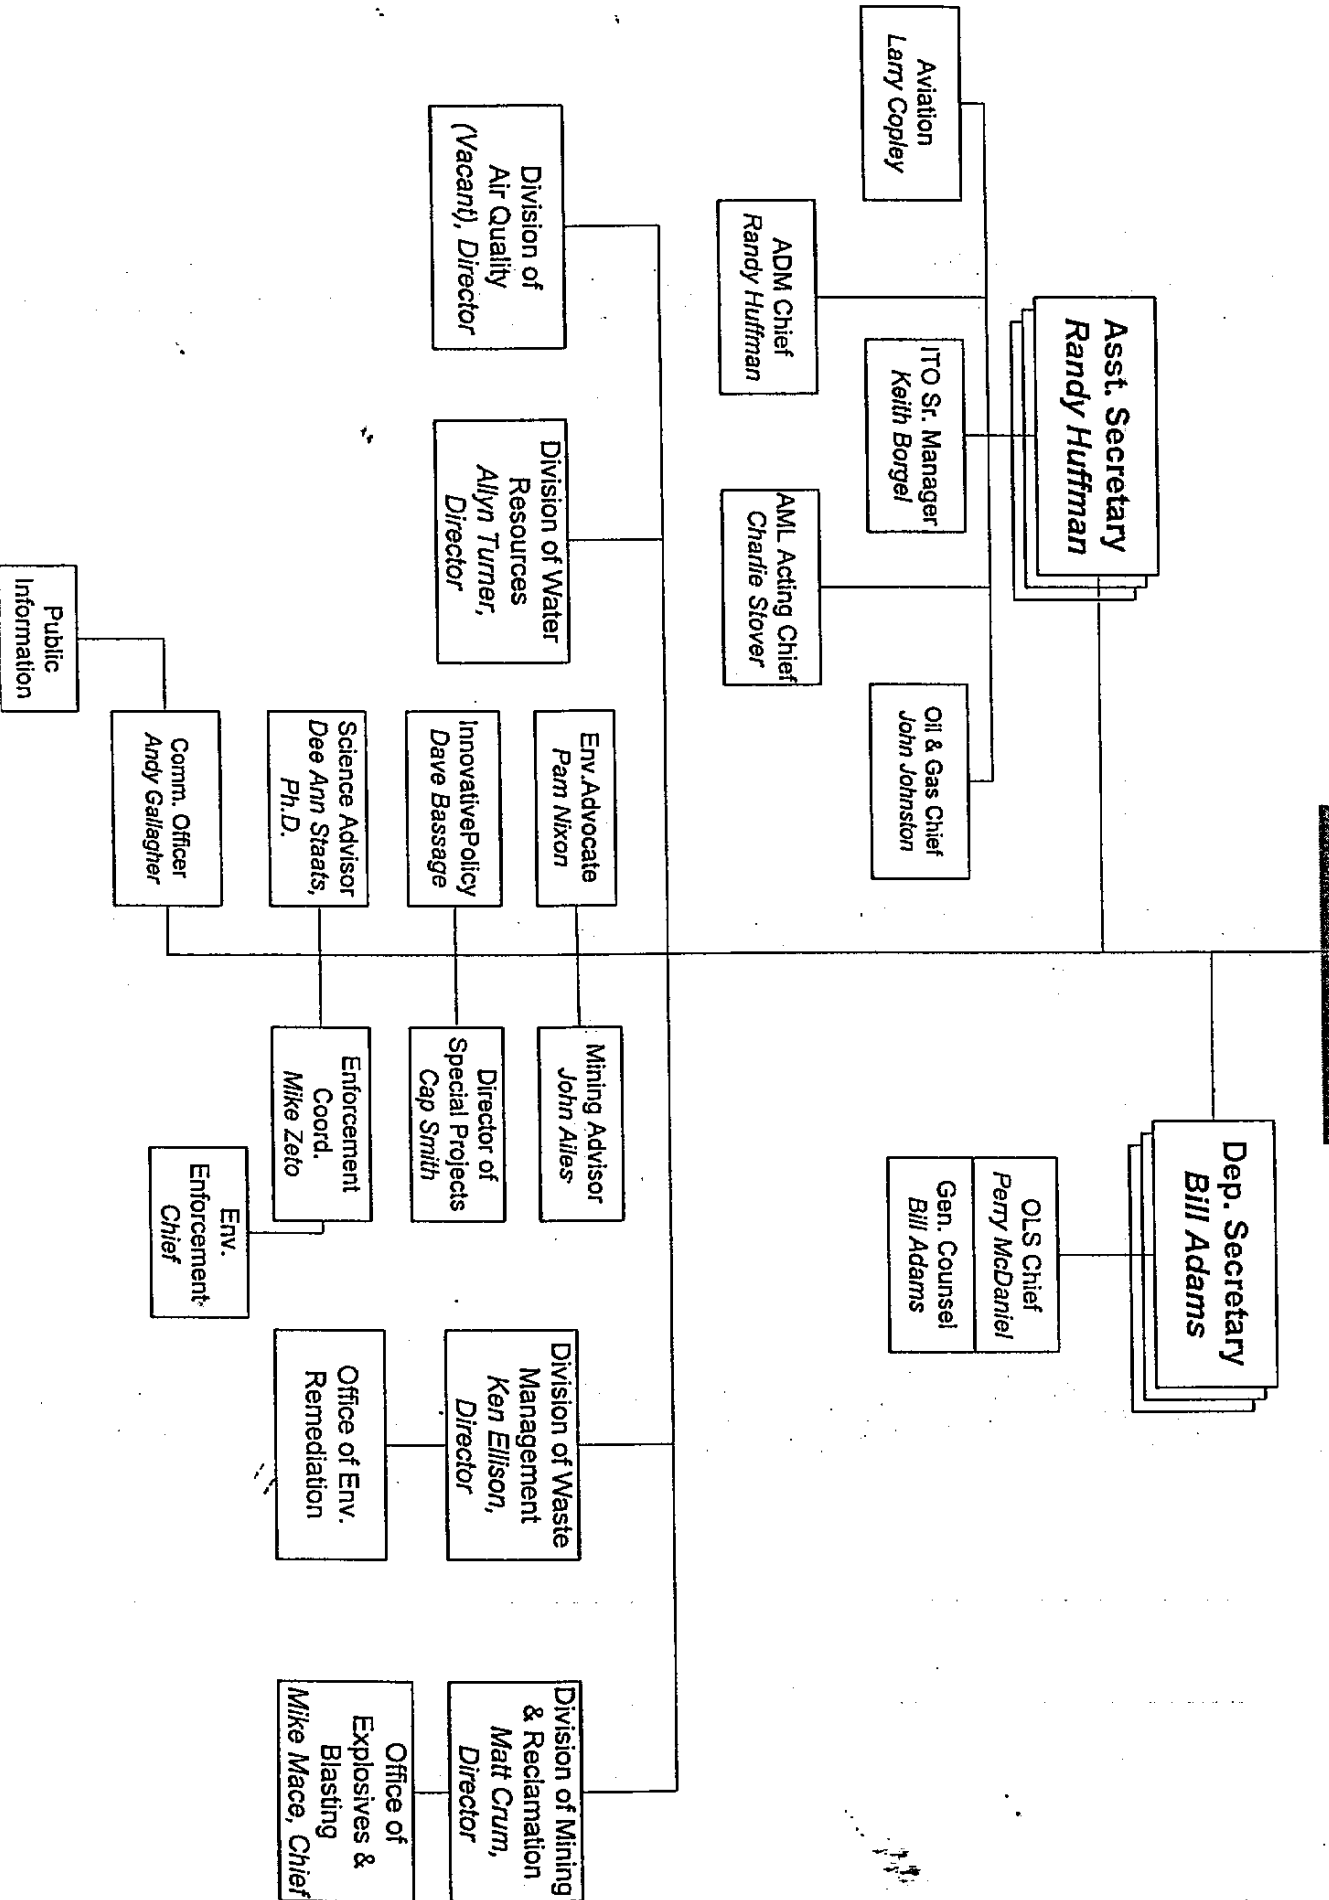 Asst. Secretary
Randy Huffman
Dep. Secretary
Bill Adams
Aviation
Larry Copley
ADM Chief
Randy Huffman
ITO Sr. Manager
Keith Borgel
AML Acting Chief
Charlie Stover
Oil & Gas Chief
John Johnston
OLS Chief
Perry McDaniel
Gen. Counsel
Bill Adams
Division of
Air Quality
(Vacant), Director
Division of Water
Resources
Allyn Turner,
Director
Env.Advocate
Pam Nixon
Mining Advisor
John Ailes
InnovativePolicy
Dave Bassage
Director of
Special Projects
Cap Smith
Science Advisor
Dee Ann Staats,
Ph.D.
Enforcement
Coord.
Mike Zeto
Comm. Officer
Andy Gallagher
Public
Information
Env.
Enforcement
Chief
Division of Waste
Management
Ken Ellison,
Director
Office of Env.
Remediation
Division of Mining
& Reclamation
Matt Crum,
Director
Office of
Explosives &
Blasting
Mike Mace, Chief